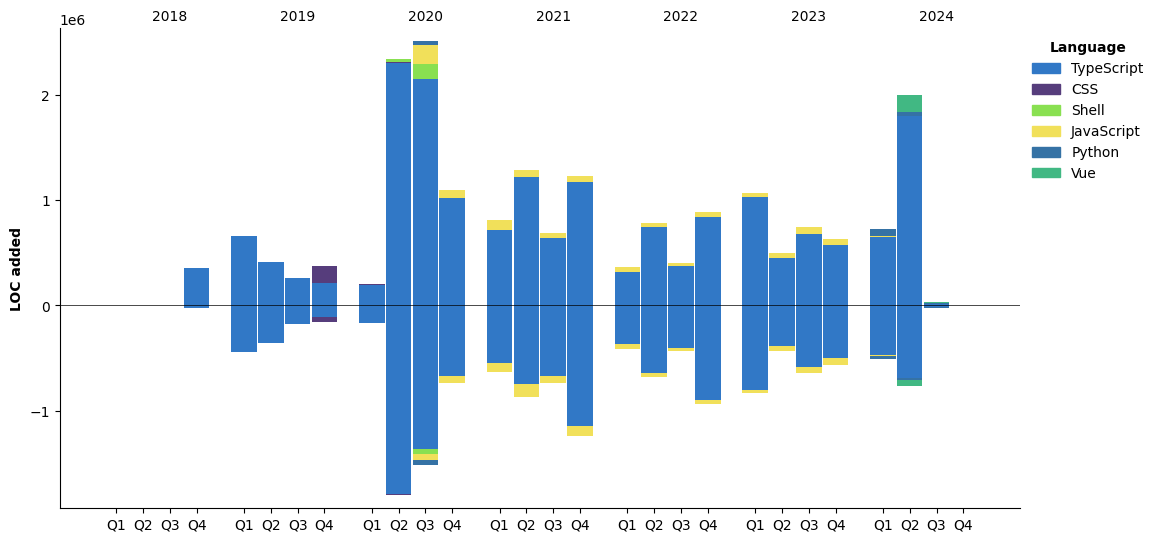 2018 2019 2020 2021 2022 2023 2024
1e6
Language
TypeScript
CSS
Shell
JavaScript
Python
Vue
2
1
0
−1
LOC added
Q1 Q2 Q3 Q4 Q1 Q2 Q3 Q4 Q1 Q2 Q3 Q4 Q1 Q2 Q3 Q4 Q1 Q2 Q3 Q4 Q1 Q2 Q3 Q4 Q1 Q2 Q3 Q4